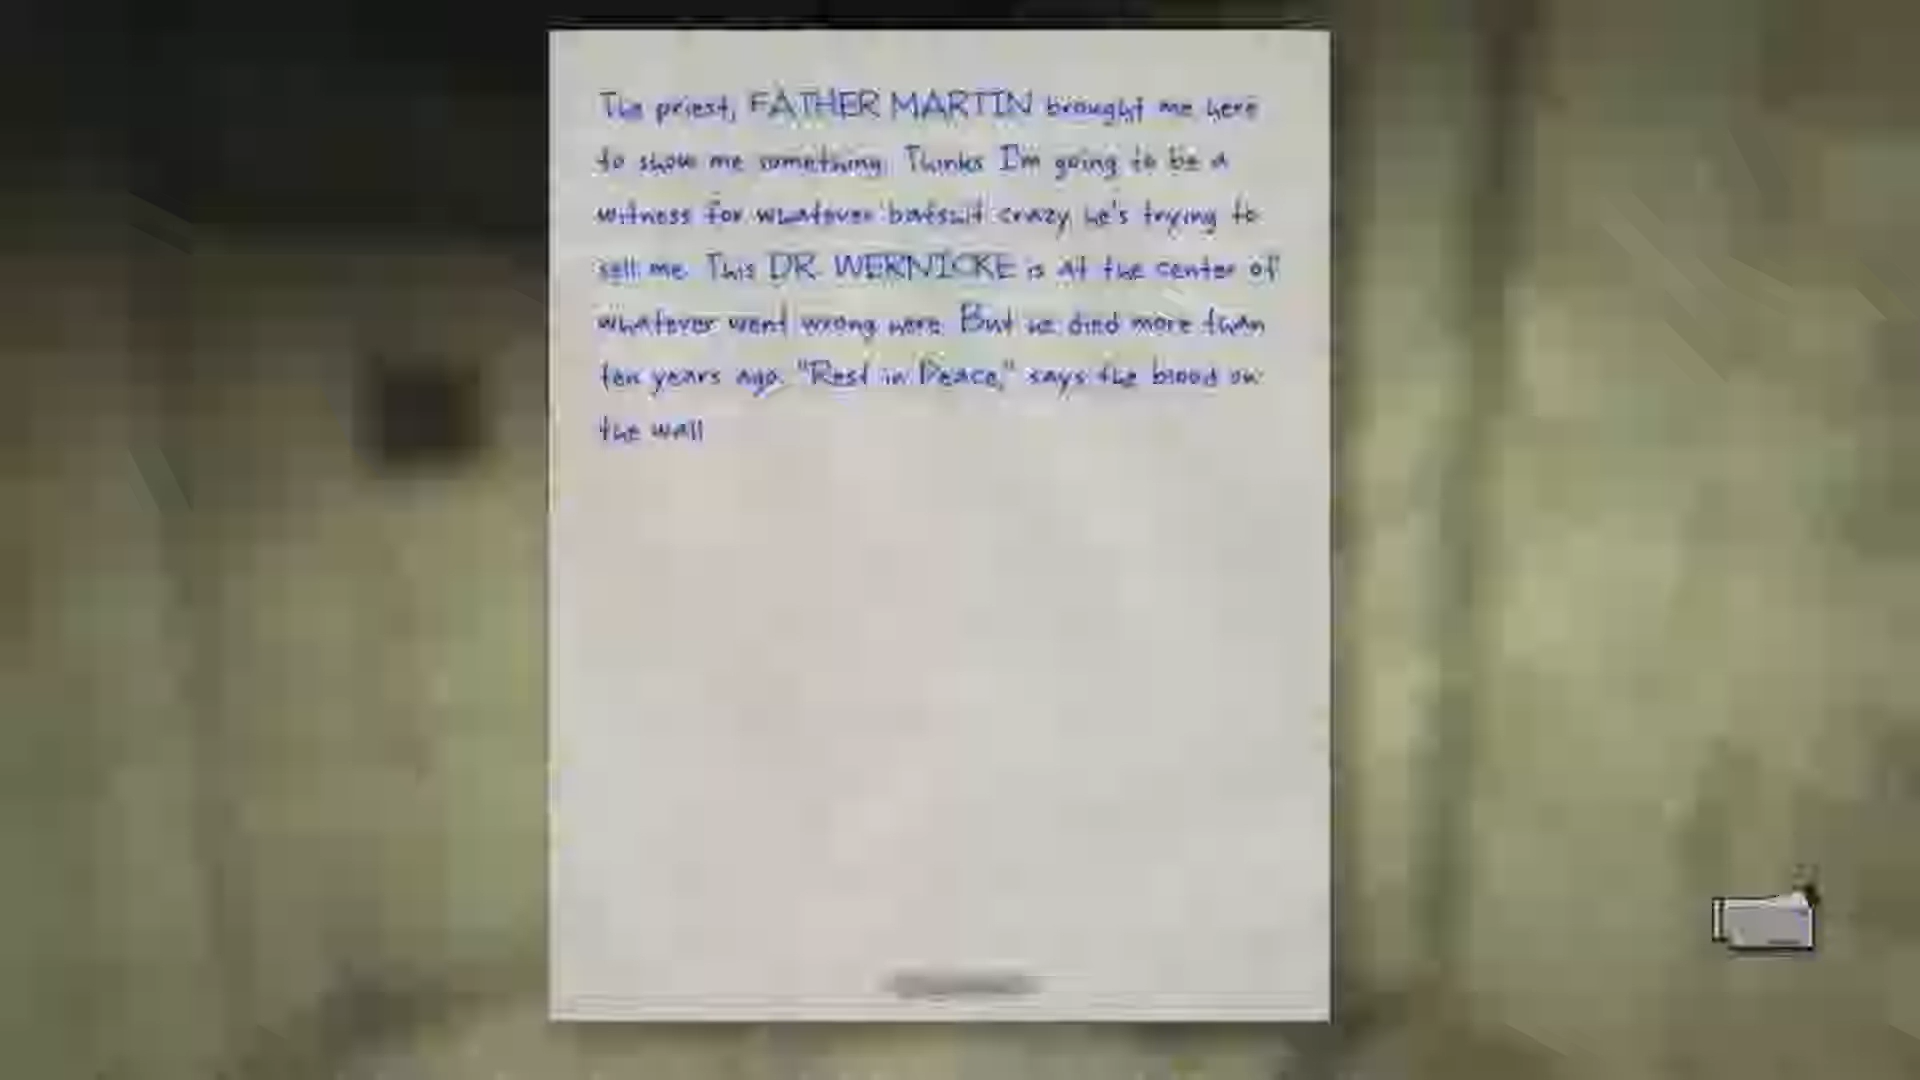 The priest, FATHER MARTIN brought me here
to show me something. Thinks I'm going to be a
witness for whatever batshit crazy he's trying to
sell me. This DR. WERNICKE is at the center of
whatever went wrong here. But he died more than
ten years ago. "Rest in Peace," says the blood on
the wall